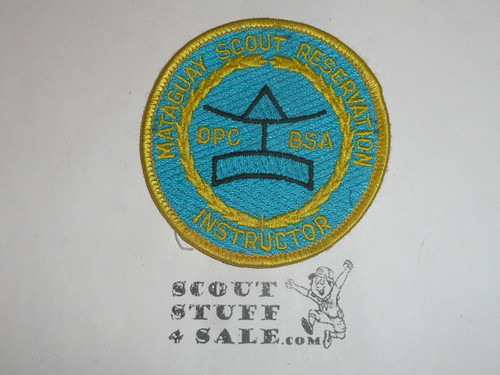 MATAGUAY SCOUT RESERVATION
OPC BSA
INSTRUCTOR
SCOUT
STUFF
4 SALE.com